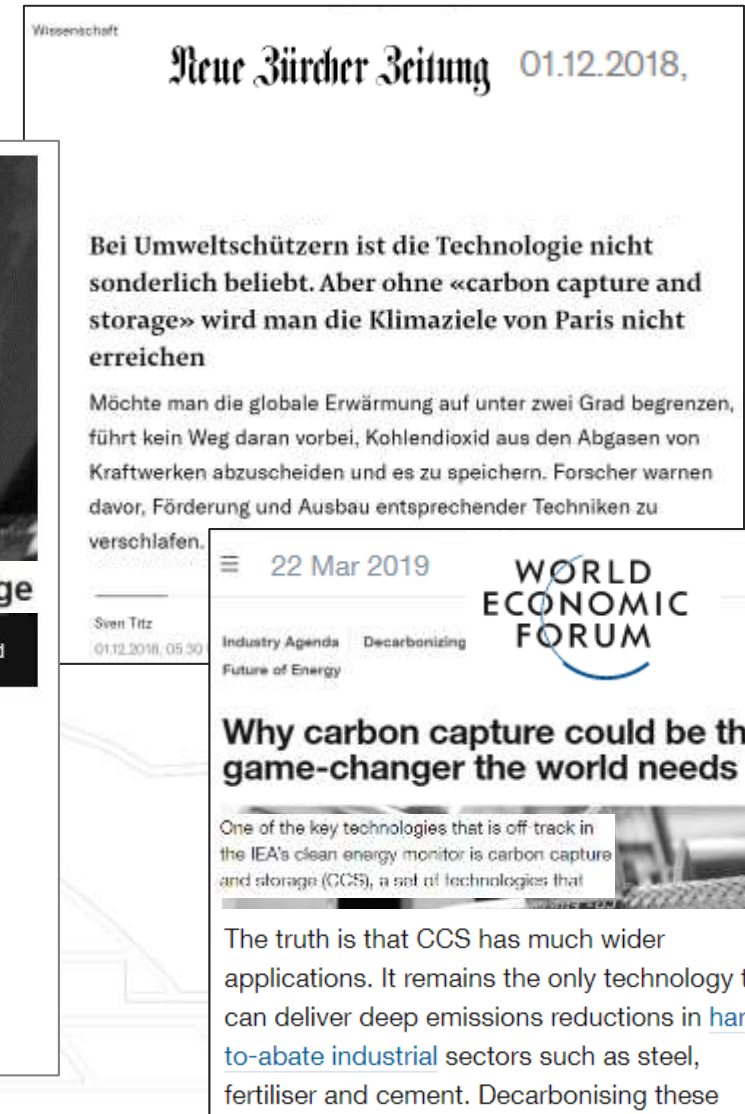 Wissenschaft
Neue Zürcher Zeitung 01.12.2018,
Bei Umweltschützern ist die Technologie nicht
sonderlich beliebt. Aber ohne «carbon capture and
storage» wird man die Klimaziele von Paris nicht
erreichen
Möchte man die globale Erwärmung auf unter zwei Grad begrenzen,
führt kein Weg daran vorbei, Kohlendioxid aus den Abgasen von
Kraftwerken abzuscheiden und es zu speichern. Forscher warnen
davor, Förderung und Ausbau entsprechender Techniken zu
verschlafen.
Sven Titz
01.12.2018, 05.30
ge
d
22 Mar 2019
WORLD
ECONOMIC
FORUM
Industry Agenda Decarbonizing
Future of Energy
Why carbon capture could be th
game-changer the world needs
One of the key technologies that is off track in
the IEA's clean energy monitor is carbon capture
and storage (CCS), a set of technologies that
The truth is that CCS has much wider
applications. It remains the only technology t
can deliver deep emissions reductions in har
to-abate industrial sectors such as steel,
fertiliser and cement. Decarbonising these